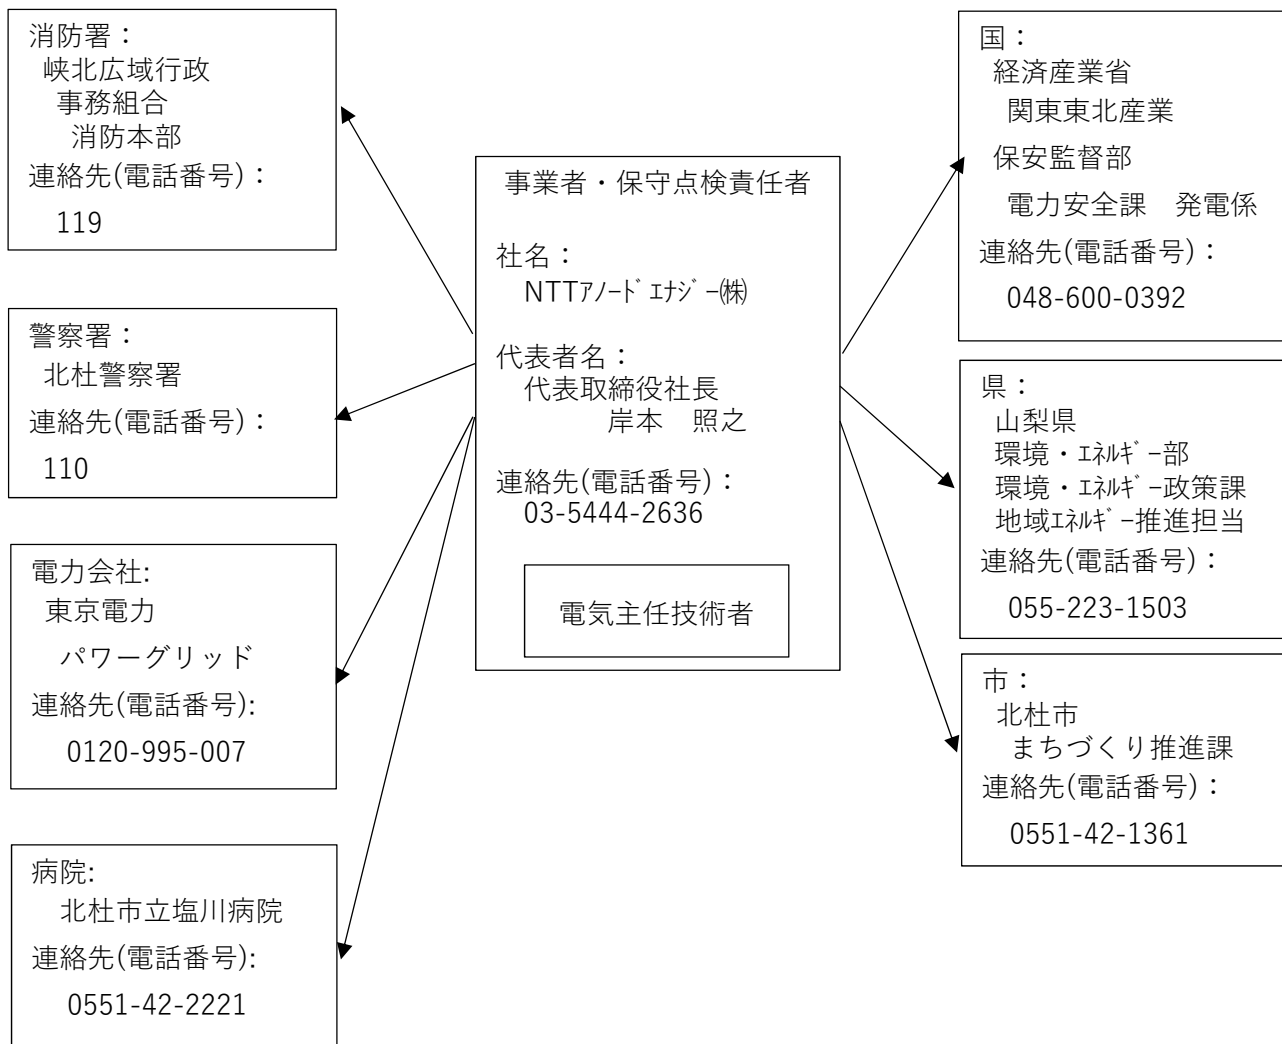 消防署：
峡北広域行政
事務組合
消防本部
連絡先(電話番号)：
119
警察署：
北杜警察署
連絡先(電話番号)：
110
電力会社:
東京電力
パワーグリッド
連絡先(電話番号):
0120-995-007
病院:
北杜市立塩川病院
連絡先(電話番号):
0551-42-2221
事業者・保守点検責任者
社名：
NTTｱﾉｰﾄﾞｴﾅｼﾞｰ㈱
代表者名：
代表取締役社長
岸本　照之
連絡先(電話番号)：
03-5444-2636
電気主任技術者
国：
経済産業省
関東東北産業
保安監督部
電力安全課　発電係
連絡先(電話番号)：
048-600-0392
県：
山梨県
環境・ｴﾈﾙｷﾞｰ部
環境・ｴﾈﾙｷﾞｰ政策課
地域ｴﾈﾙｷﾞｰ推進担当
連絡先(電話番号)：
055-223-1503
市：
北杜市
まちづくり推進課
連絡先(電話番号)：
0551-42-1361